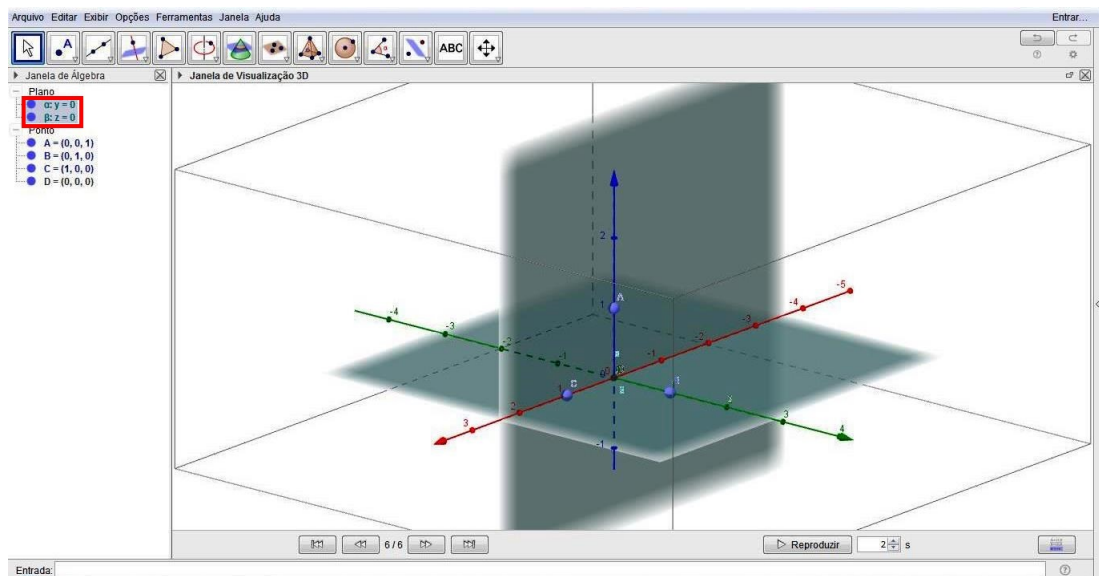 Arquivo Editar Exibir Opções Ferramentas Janela Ajuda
Entrar...
A
ABC
Janela de Álgebra
Janela de Visualização 3D
Plano
α: y = 0
β: z = 0
Ponto
A = (0, 0, 1)
B = (0, 1, 0)
C = (1, 0, 0)
D = (0, 0, 0)
2
-5
A
-4
1
-4
-3
-3
-2
-2
-1
-1
0
1
2
2
3
3
4
-1
6 / 6
Reproduzir
2
s
Entrada: